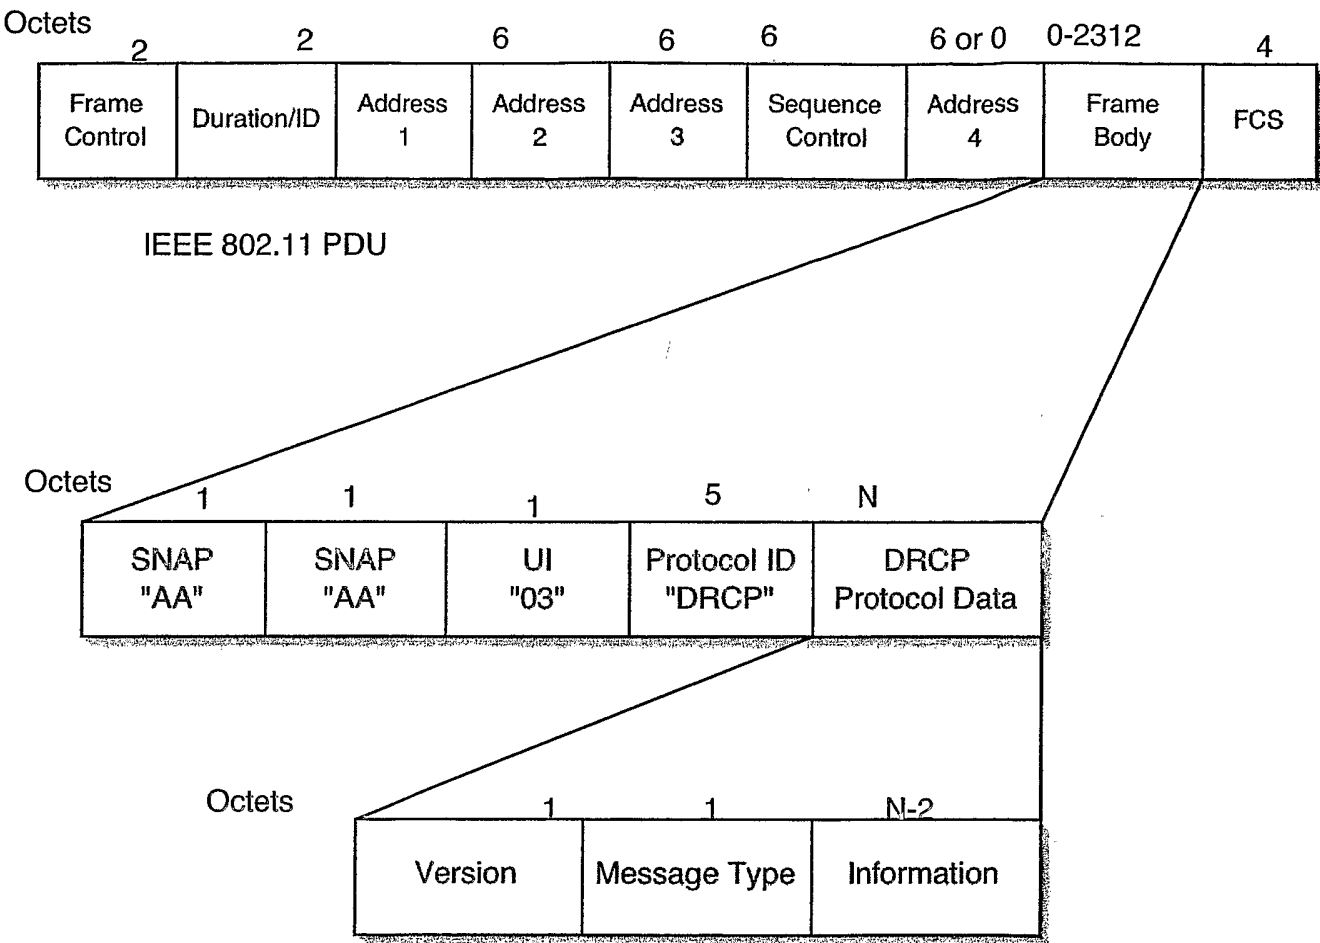 Octets
2 2 6 6 6 6 or 0 0-2312 4
Frame Control
Duration/ID
Address 1
Address 2
Address 3
Sequence Control
Address 4
Frame Body
FCS
IEEE 802.11 PDU
Octets
1 1 1 5 N
SNAP "AA"
SNAP "AA"
UI "03"
Protocol ID "DRCP"
DRCP Protocol Data
Octets
1 1 N-2
Version
Message Type
Information